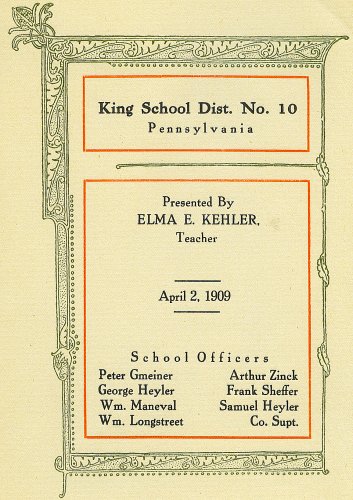 King School Dist. No. 10
Pennsylvania
Presented By
ELMA E. KEHLER,
Teacher
April 2, 1909
School Officers
Peter Gmeiner Arthur Zinck
George Heyler Frank Sheffer
Wm. Maneval Samuel Heyler
Wm. Longstreet Co. Supt.